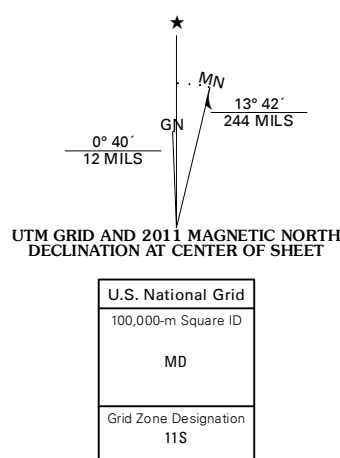 ★
MN
GN
13° 42´
244 MILS
0° 40´
12 MILS
UTM GRID AND 2011 MAGNETIC NORTH
DECLINATION AT CENTER OF SHEET
U.S. National Grid
100,000-m Square ID
MD
Grid Zone Designation
11S